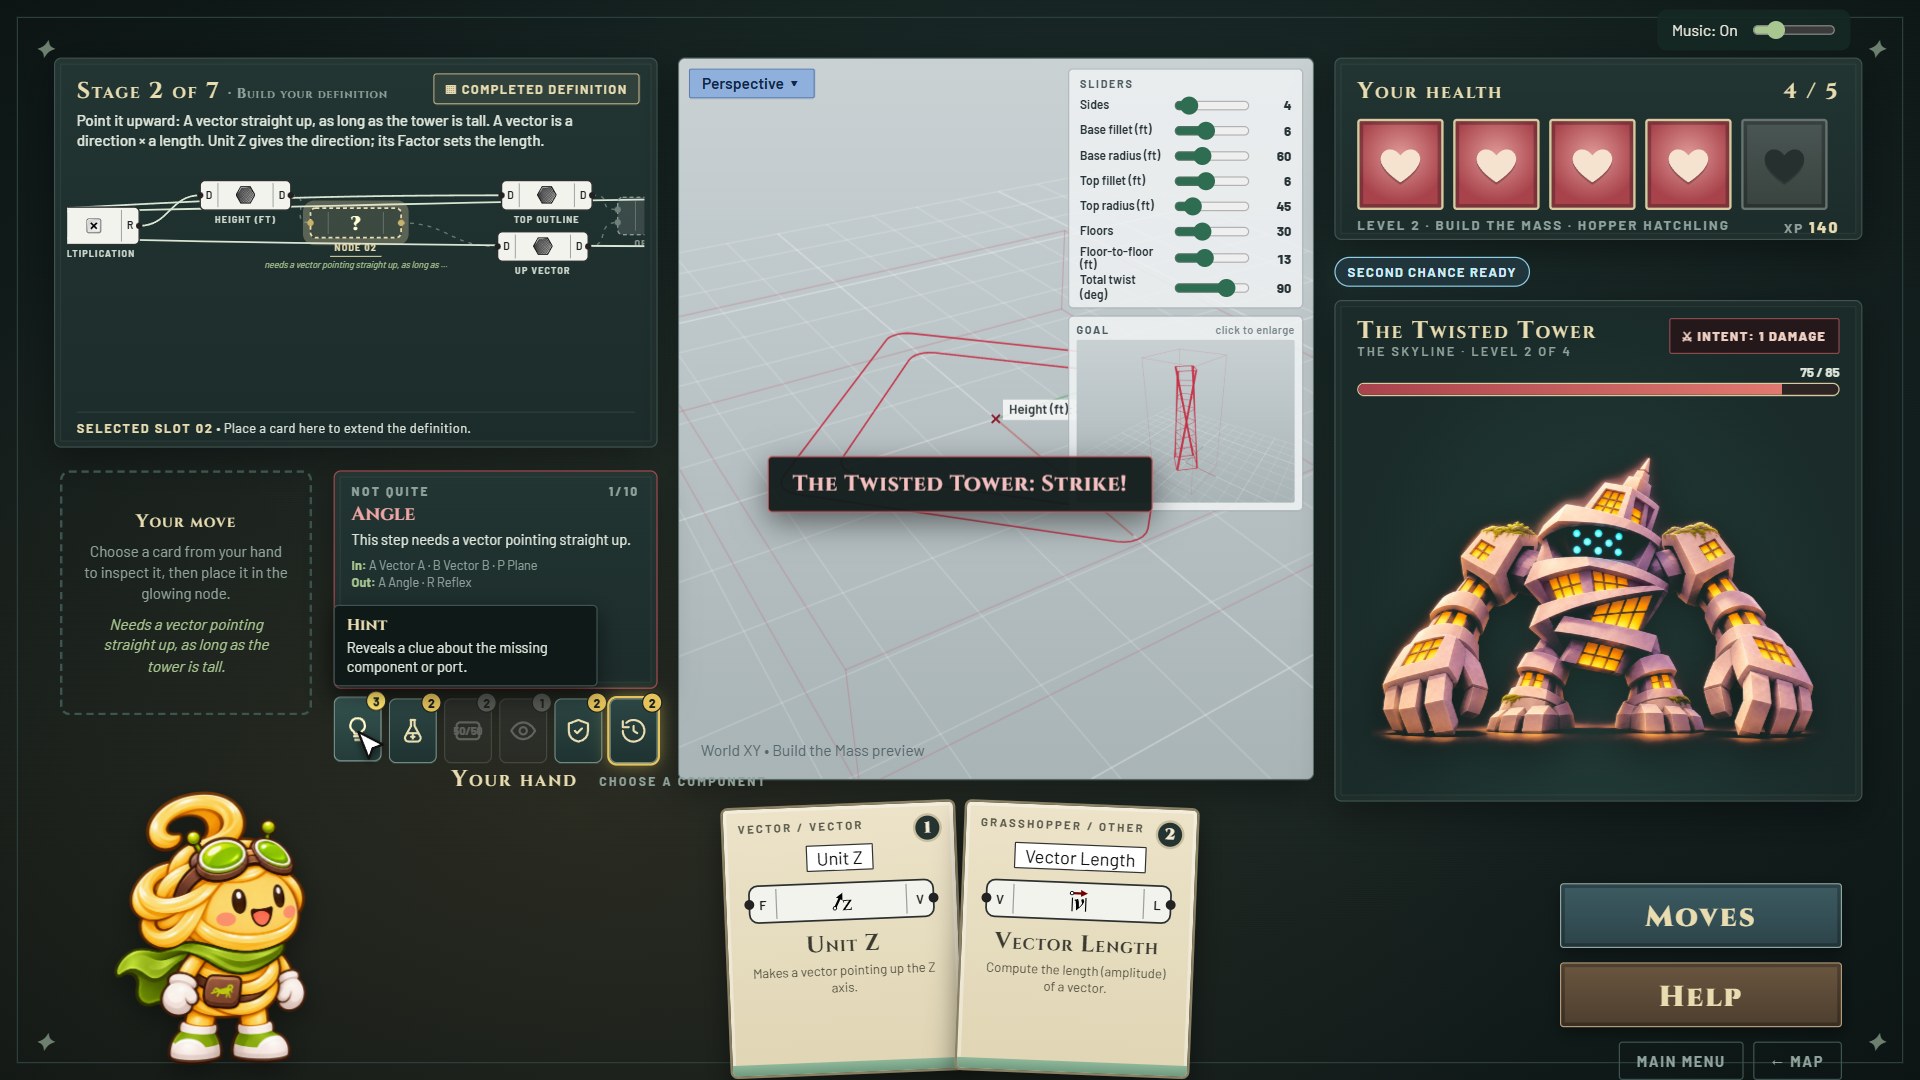 Music: On
STAGE 2 OF 7 · BUILD YOUR DEFINITION
COMPLETED DEFINITION
Point it upward: A vector straight up, as long as the tower is tall. A vector is a
direction × a length. Unit Z gives the direction; its Factor sets the length.
R
LTIPLICATION
D D
HEIGHT (FT)
?
NODE 02
needs a vector pointing straight up, as long as ...
D D
TOP OUTLINE
D D
UP VECTOR
SELECTED SLOT 02 • Place a card here to extend the definition.
YOUR MOVE
Choose a card from your hand
to inspect it, then place it in the
glowing node.
Needs a vector pointing
straight up, as long as the
tower is tall.
NOT QUITE 1/10
ANGLE
This step needs a vector pointing straight up.
In: A Vector A · B Vector B · P Plane
Out: A Angle · R Reflex
HINT
Reveals a clue about the missing
component or port.
3
2
2
50/50
1
2
2
YOUR HAND CHOOSE A COMPONENT
Perspective ▼
SLIDERS
Sides 4
Base fillet (ft) 6
Base radius (ft) 60
Top fillet (ft) 6
Top radius (ft) 45
Floors 30
Floor-to-floor
(ft) 13
Total twist
(deg) 90
GOAL click to enlarge
Height (ft)
THE TWISTED TOWER: STRIKE!
World XY • Build the Mass preview
VECTOR / VECTOR 1
Unit Z
F Z V
UNIT Z
Makes a vector pointing up the Z
axis.
GRASSHOPPER / OTHER 2
Vector Length
V |v| L
VECTOR LENGTH
Compute the length (amplitude)
of a vector.
YOUR HEALTH 4 / 5
LEVEL 2 · BUILD THE MASS · HOPPER HATCHLING XP 140
SECOND CHANCE READY
THE TWISTED TOWER
THE SKYLINE · LEVEL 2 OF 4
INTENT: 1 DAMAGE
75 / 85
MOVES
HELP
MAIN MENU
← MAP